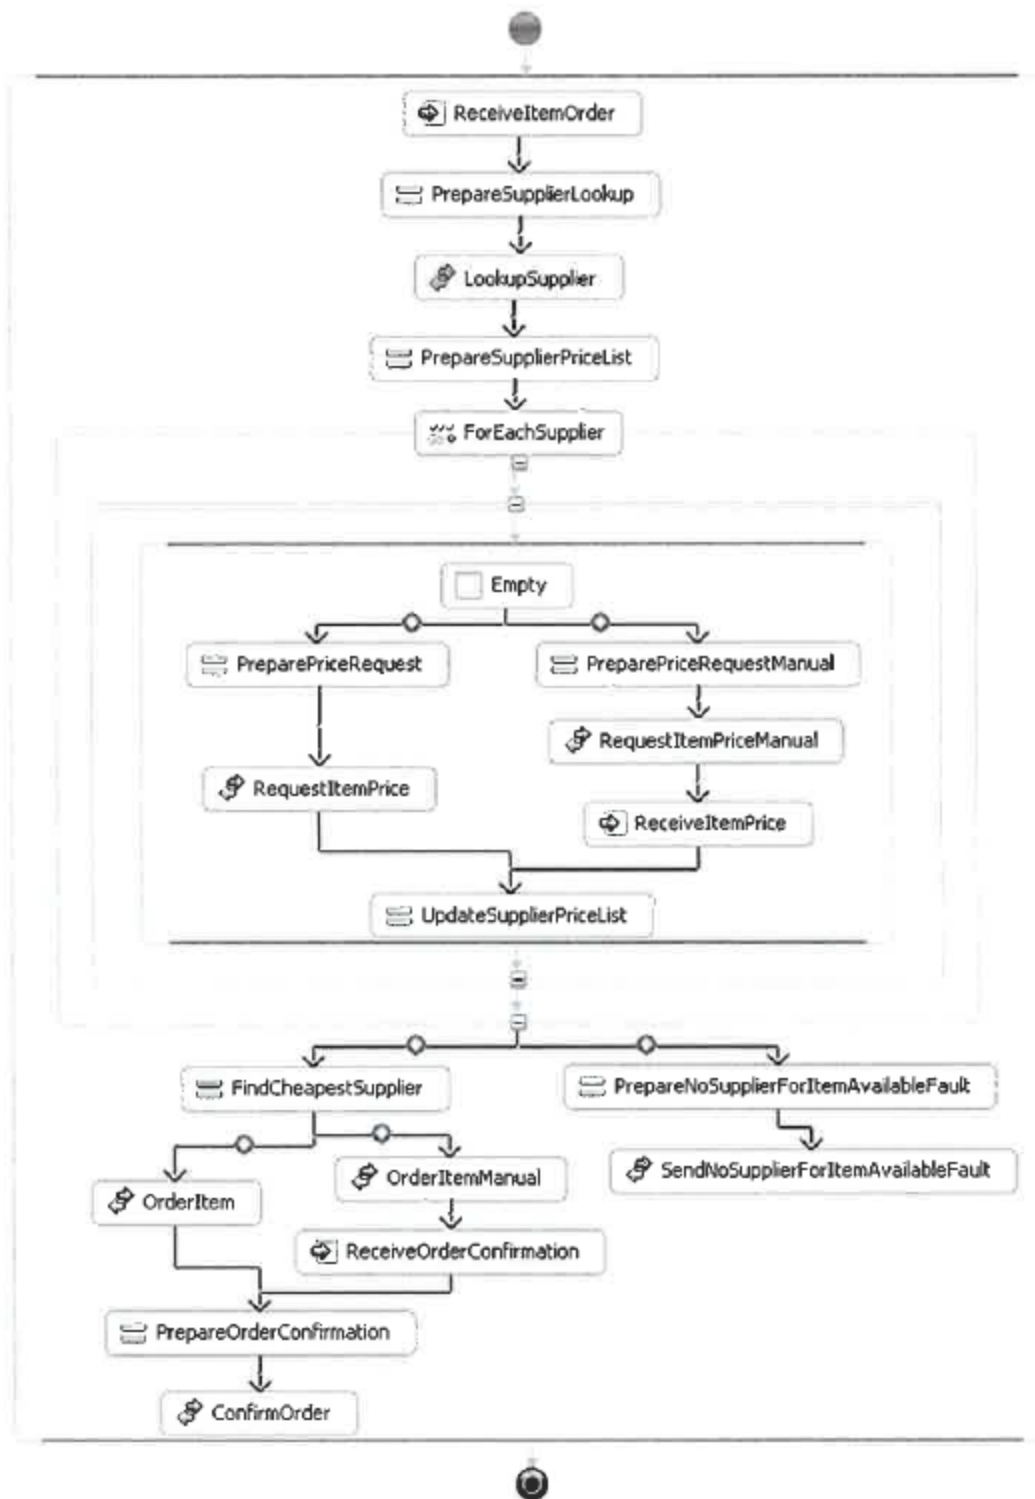 ReceiveItemOrder
PrepareSupplierLookup
LookupSupplier
PrepareSupplierPriceList
ForEachSupplier
Empty
PreparePriceRequest
PreparePriceRequestManual
RequestItemPriceManual
RequestItemPrice
ReceiveItemPrice
UpdateSupplierPriceList
FindCheapestSupplier
PrepareNoSupplierForItemAvailableFault
OrderItemManual
SendNoSupplierForItemAvailableFault
OrderItem
ReceiveOrderConfirmation
PrepareOrderConfirmation
ConfirmOrder